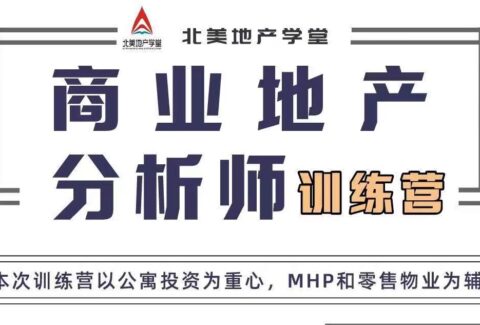 北美地产学堂
北美地产学堂
商业地产
分析师训练营
本次训练营以公寓投资为重心，MHP和零售物业为辅